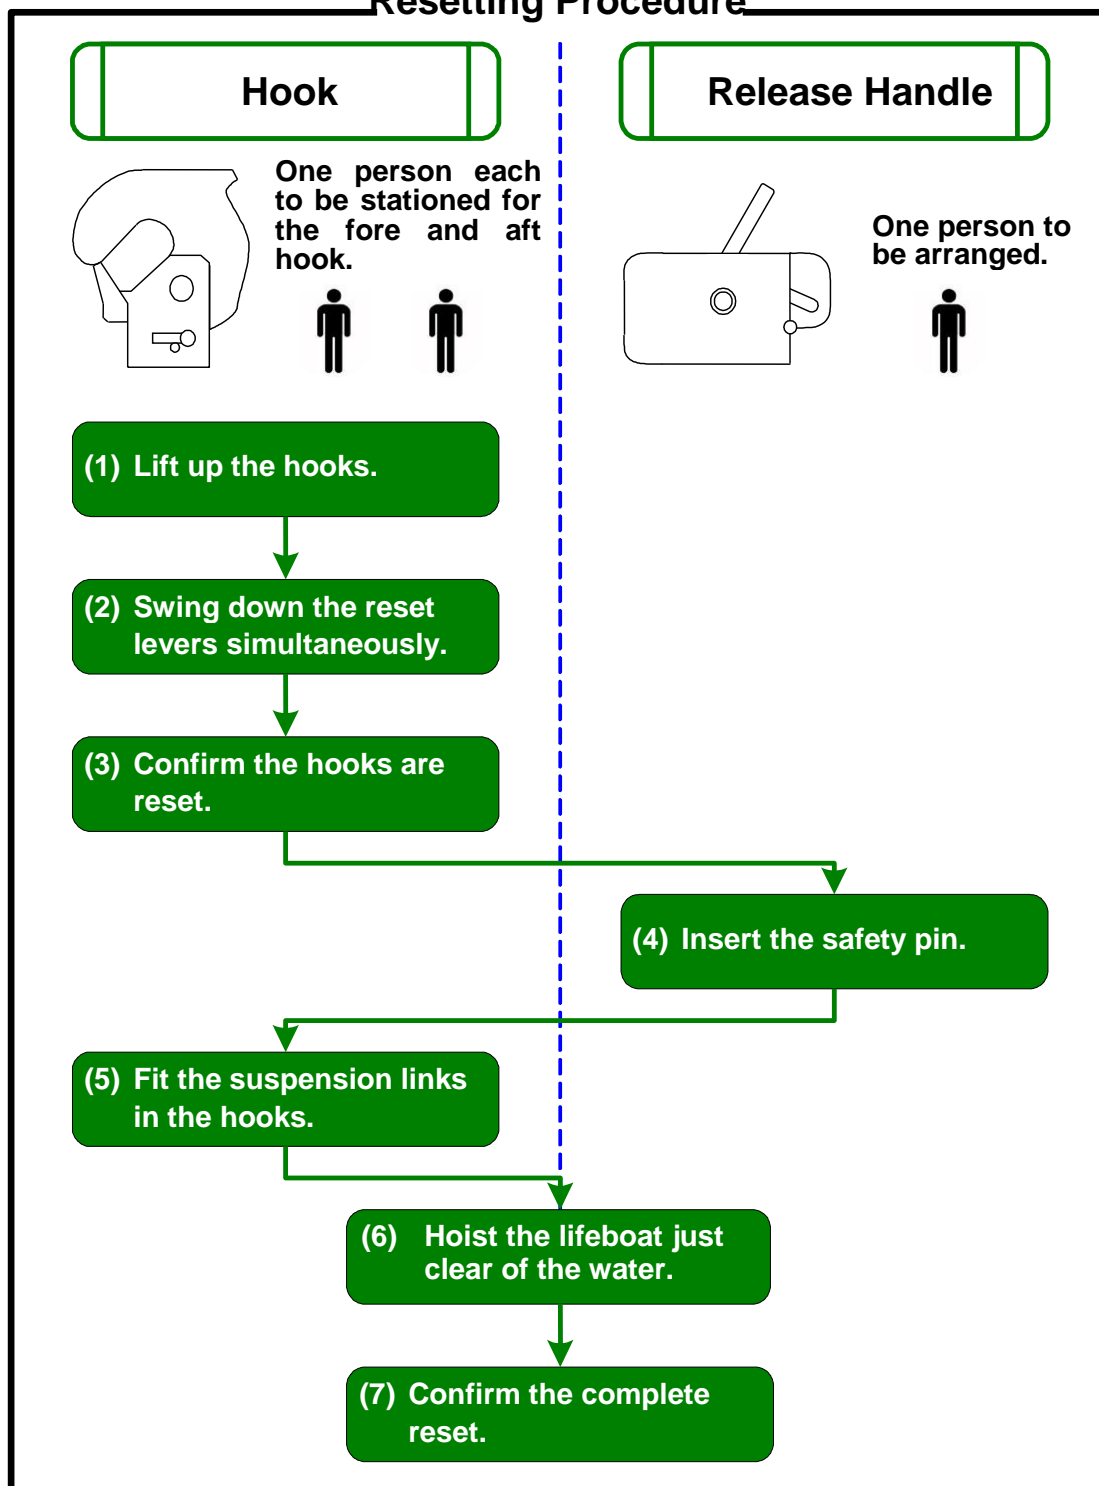 Resetting Procedure
Hook
Release Handle
One person each
to be stationed for
the fore and aft
hook.
One person to
be arranged.
(1) Lift up the hooks.
(2) Swing down the reset
levers simultaneously.
(3) Confirm the hooks are
reset.
(4) Insert the safety pin.
(5) Fit the suspension links
in the hooks.
(6) Hoist the lifeboat just
clear of the water.
(7) Confirm the complete
reset.